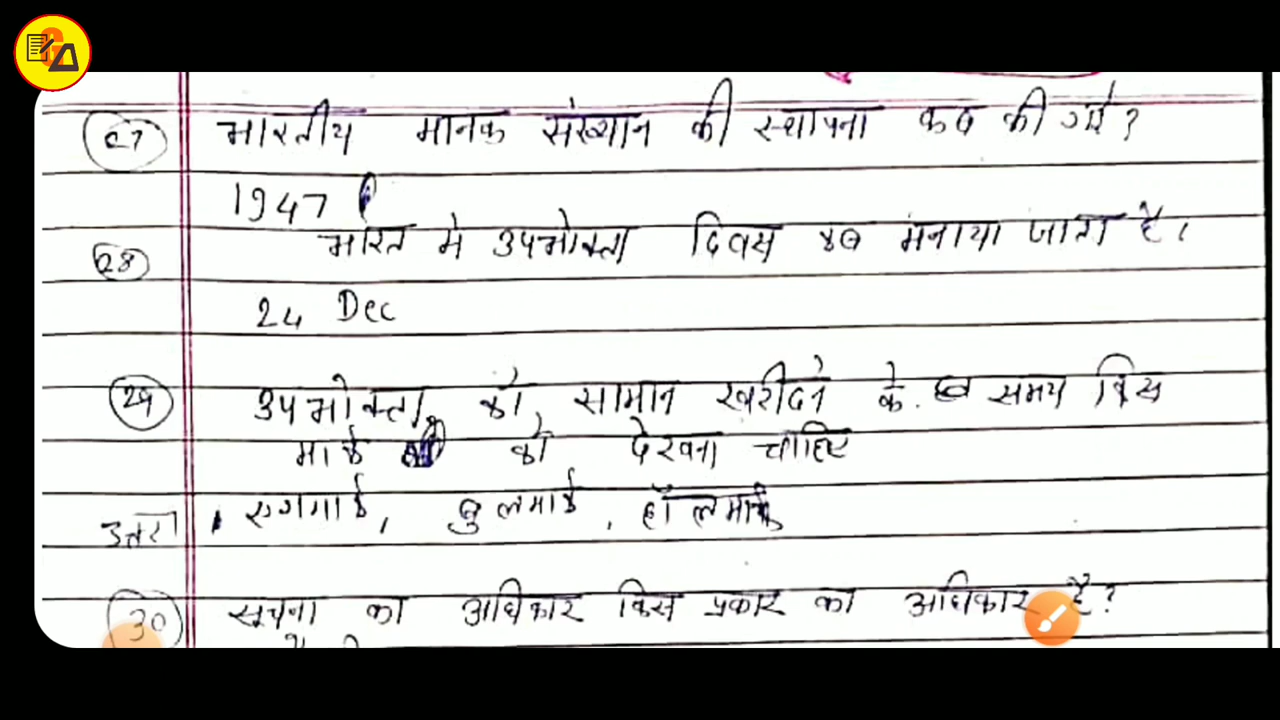 27 भारतीय मानक संस्थान की स्थापना कब की गई?
1947
28 भारत मे उपभोक्ता दिवस कब मनाया जाता है।
24 Dec
29 उपभोक्ता को सामान खरीदने के समय किस
मार्क को देखना चाहिए
उत्तर एगमार्क, वुलमार्क, हॉलमार्क
30 सूचना का अधिकार किस प्रकार का अधिकार है?